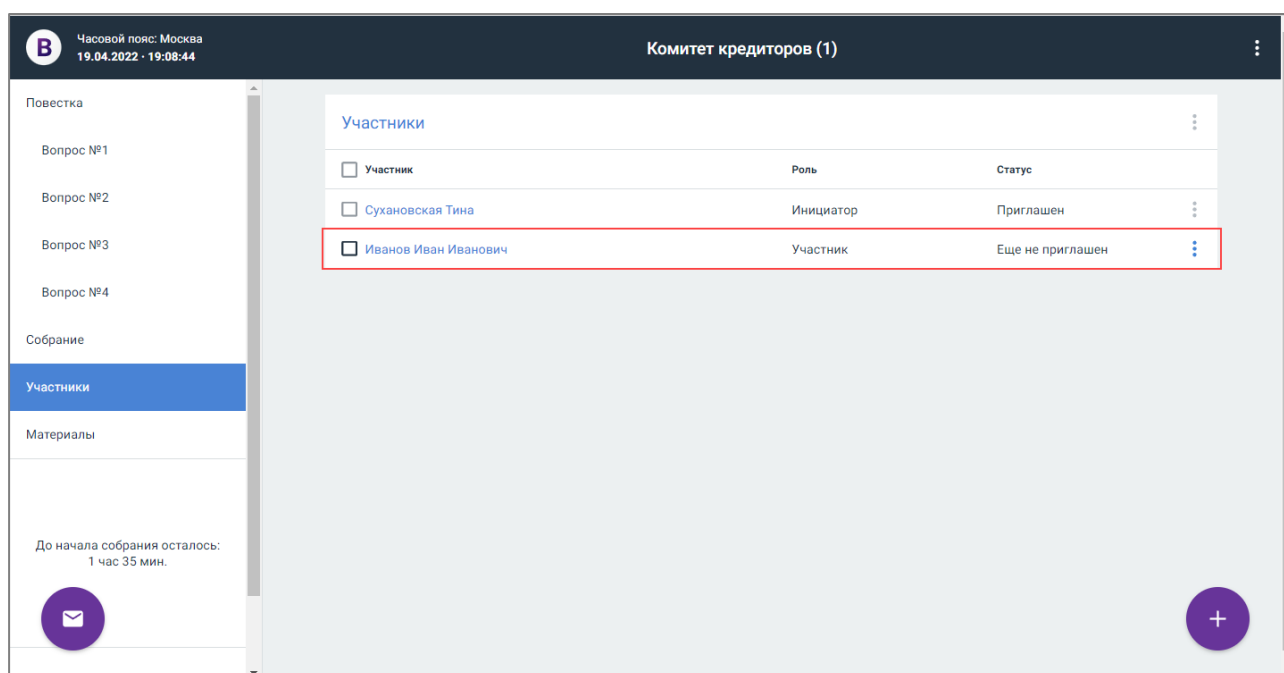 B
Часовой пояс: Москва
19.04.2022 · 19:08:44
Комитет кредиторов (1)
Повестка
Вопрос №1
Вопрос №2
Вопрос №3
Вопрос №4
Собрание
Участники
Материалы
До начала собрания осталось:
1 час 35 мин.
Участники
Участник Роль Статус
Сухановская Тина Инициатор Приглашен
Иванов Иван Иванович Участник Еще не приглашен